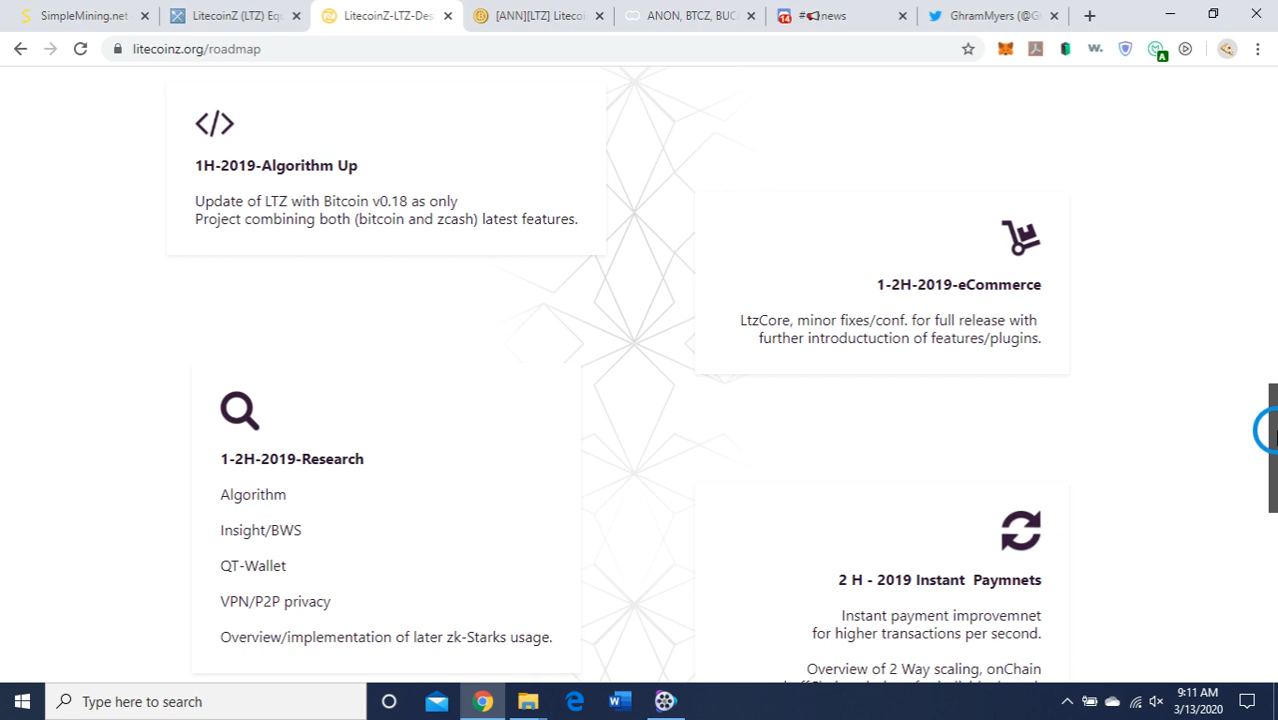 SimpleMining.net
LitecoinZ (LTZ) Equ
LitecoinZ-LTZ-Des
[ANN][LTZ] Litecoi
ANON, BTCZ, BUC
14
#📢news
GhramMyers (@G
litecoinz.org/roadmap
w.
A
1H-2019-Algorithm Up
Update of LTZ with Bitcoin v0.18 as only
Project combining both (bitcoin and zcash) latest features.
1-2H-2019-eCommerce
LtzCore, minor fixes/conf. for full release with
further introductuction of features/plugins.
1-2H-2019-Research
Algorithm
Insight/BWS
QT-Wallet
VPN/P2P privacy
Overview/implementation of later zk-Starks usage.
2 H - 2019 Instant Paymnets
Instant payment improvemnet
for higher transactions per second.
Overview of 2 Way scaling, onChain
Type here to search
9:11 AM
3/13/2020